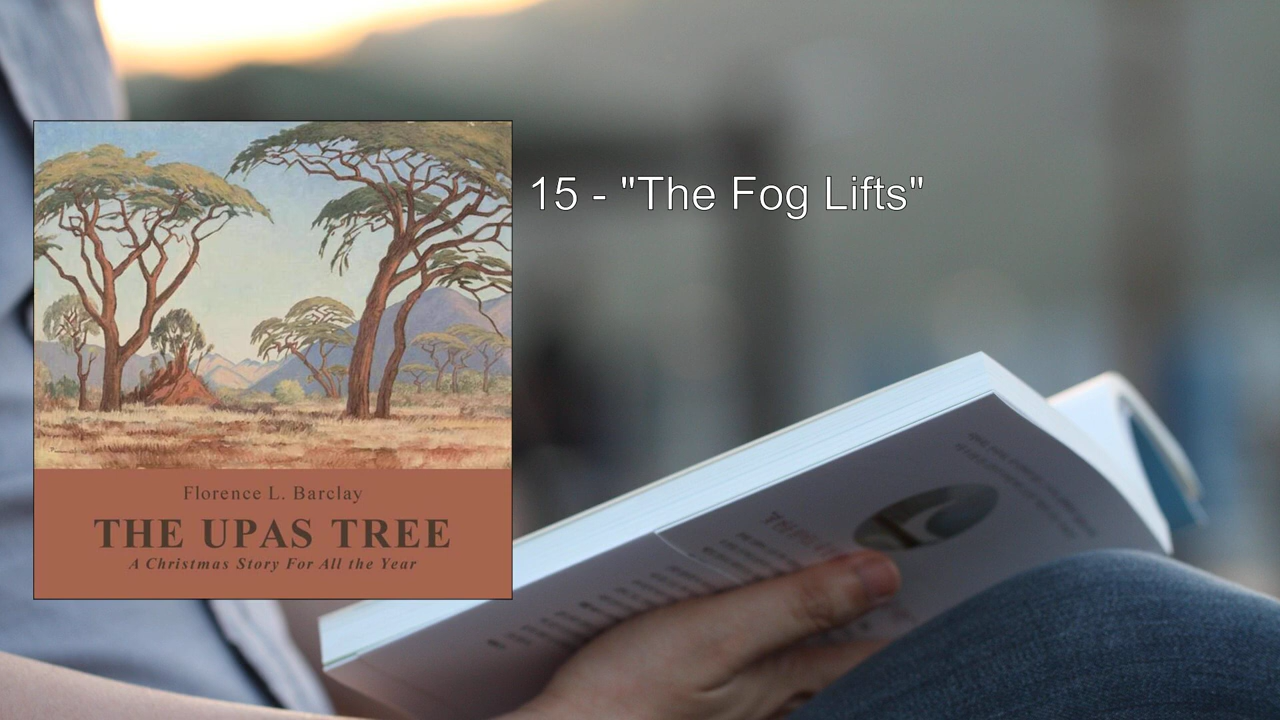 15 - "The Fog Lifts"
Florence L. Barclay
THE UPAS TREE
A Christmas Story For All the Year